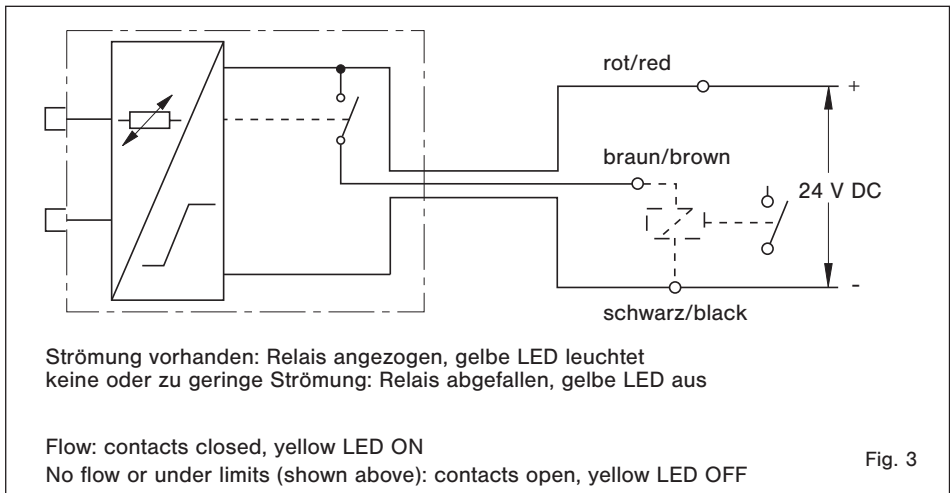 rot/red
+
braun/brown
24 V DC
-
schwarz/black
Strömung vorhanden: Relais angezogen, gelbe LED leuchtet
keine oder zu geringe Strömung: Relais abgefallen, gelbe LED aus
Flow: contacts closed, yellow LED ON
No flow or under limits (shown above): contacts open, yellow LED OFF
Fig. 3